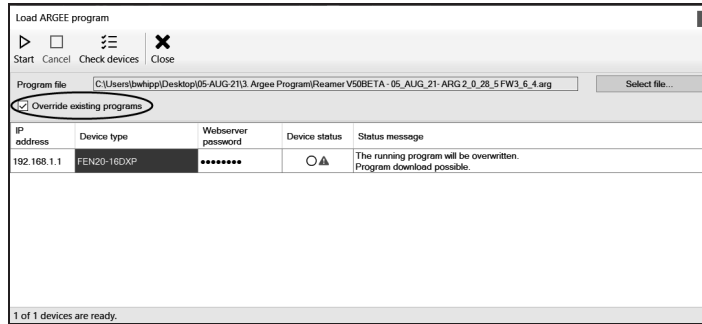 Load ARGEE program
Start Cancel Check devices Close
Program file C:\Users\bwhipp\Desktop\05-AUG-21\3. Argee Program\Reamer V50BETA - 05_AUG_21- ARG 2_0_28_5 FW3_6_4.arg Select file...
Override existing programs
IP address Device type Webserver password Device status Status message
192.168.1.1 FEN20-16DXP •••••••• The running program will be overwritten.
Program download possible.
1 of 1 devices are ready.